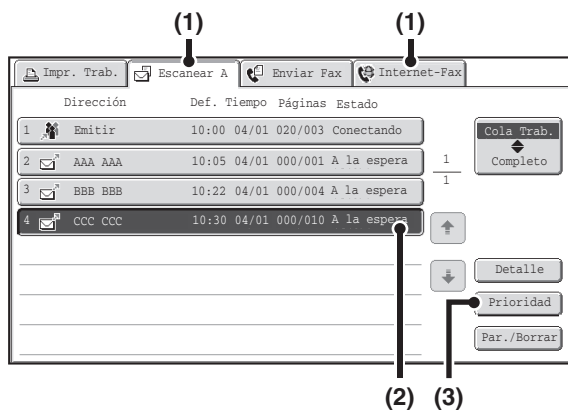 (1) (1)
Impr. Trab. Escanear A Enviar Fax Internet-Fax
Dirección Def. Tiempo Páginas Estado
1 Emitir 10:00 04/01 020/003 Conectando
Cola Trab.
Completo
2 AAA AAA 10:05 04/01 000/001 A la espera
1
1
3 BBB BBB 10:22 04/01 000/004 A la espera
4 CCC CCC 10:30 04/01 000/010 A la espera
Detalle
Prioridad
Par./Borrar
(2) (3)